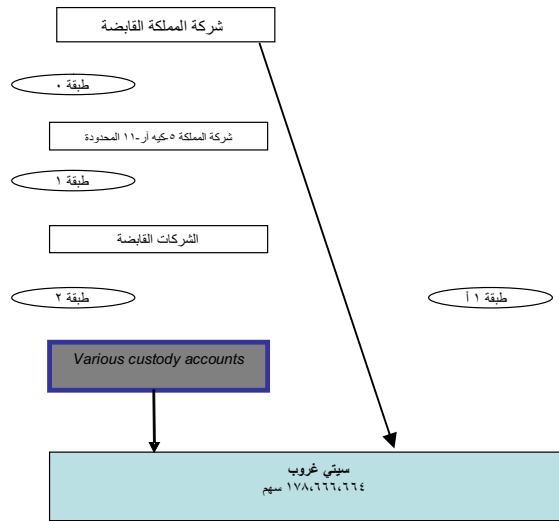 شركة المملكة القابضة
طبقة ٠
شركة المملكة ٥-كيه آر-١١ المحدودة
طبقة ١
الشركات القابضة
طبقة ٢
طبقة ١ أ
Various custody accounts
سيتي غروب
١٧٨،٦٦٦،٦٦٤ سهم